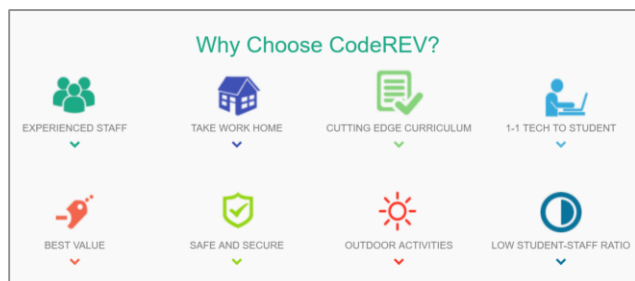 Why Choose CodeREV?
EXPERIENCED STAFF
TAKE WORK HOME
CUTTING EDGE CURRICULUM
1-1 TECH TO STUDENT
BEST VALUE
SAFE AND SECURE
OUTDOOR ACTIVITIES
LOW STUDENT-STAFF RATIO